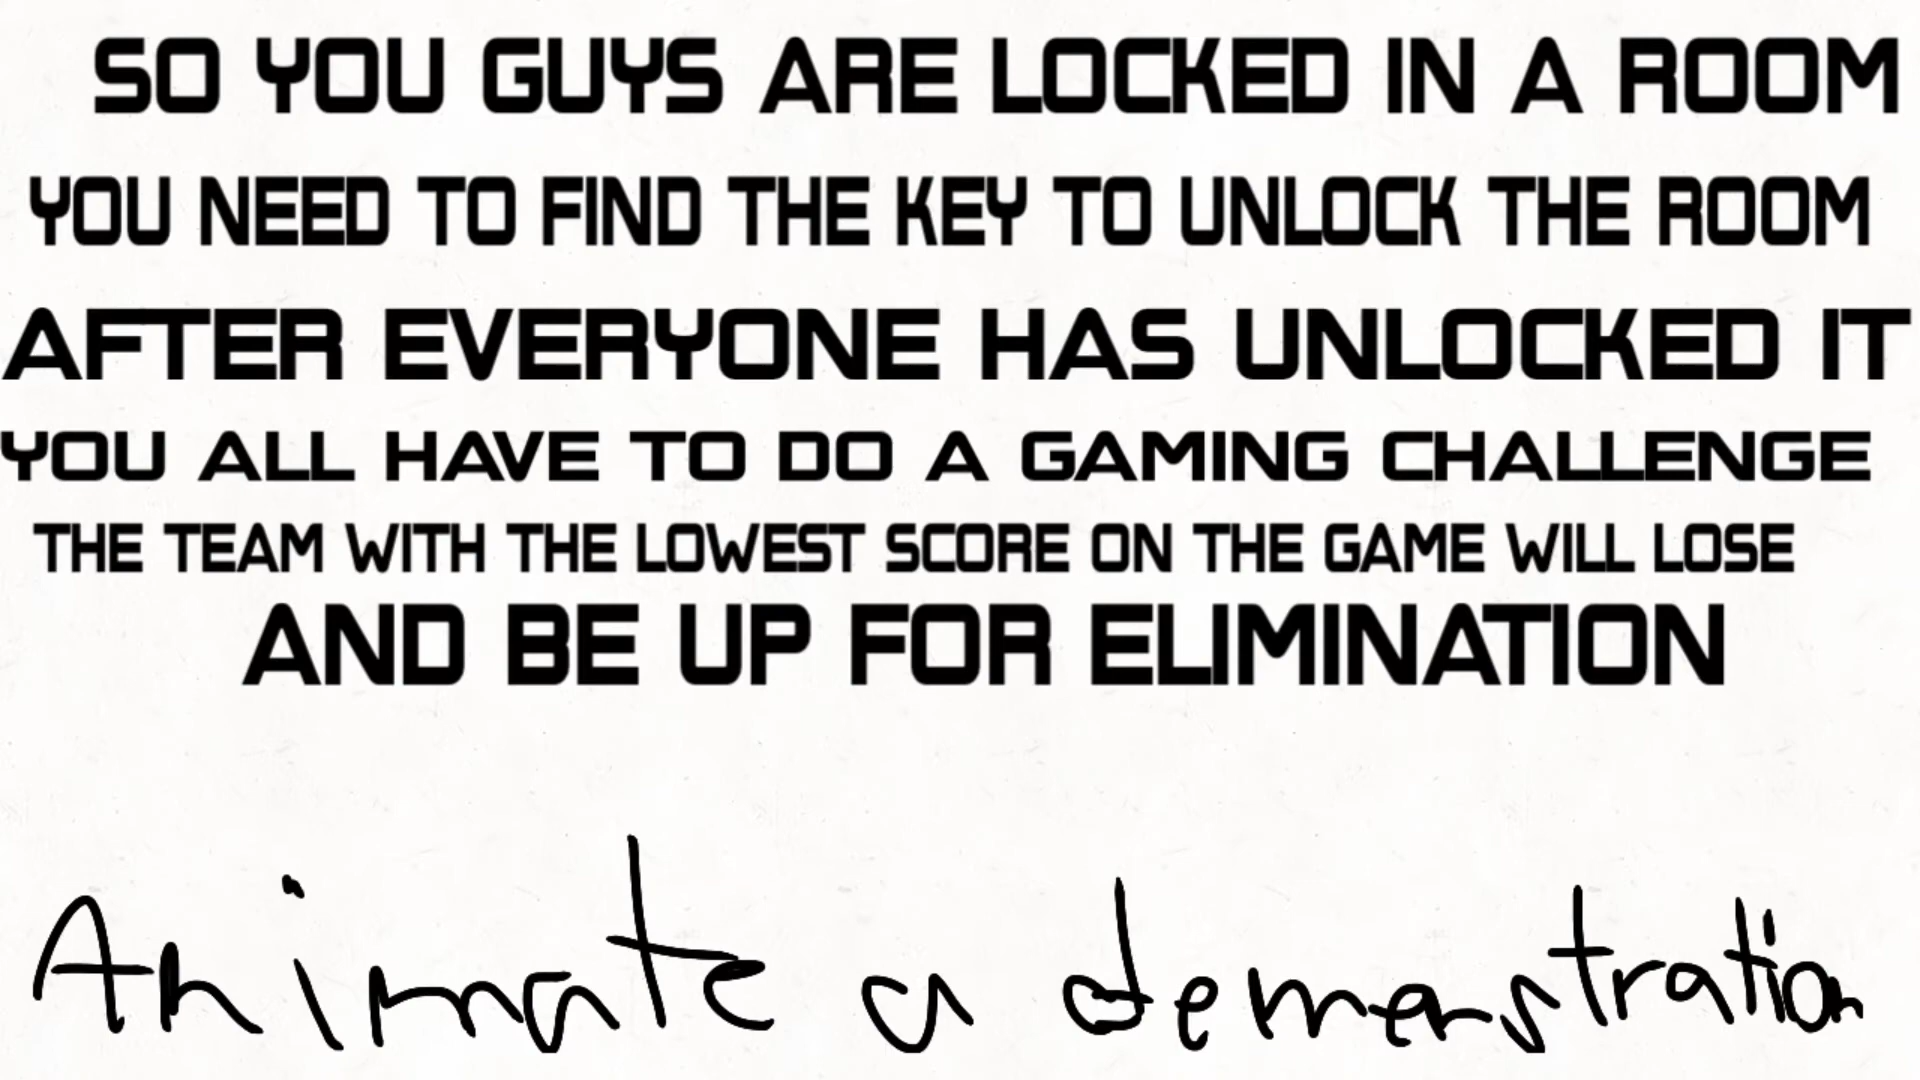 SO YOU GUYS ARE LOCKED IN A ROOM
YOU NEED TO FIND THE KEY TO UNLOCK THE ROOM
AFTER EVERYONE HAS UNLOCKED IT
YOU ALL HAVE TO DO A GAMING CHALLENGE
THE TEAM WITH THE LOWEST SCORE ON THE GAME WILL LOSE
AND BE UP FOR ELIMINATION
Animate a demenstration